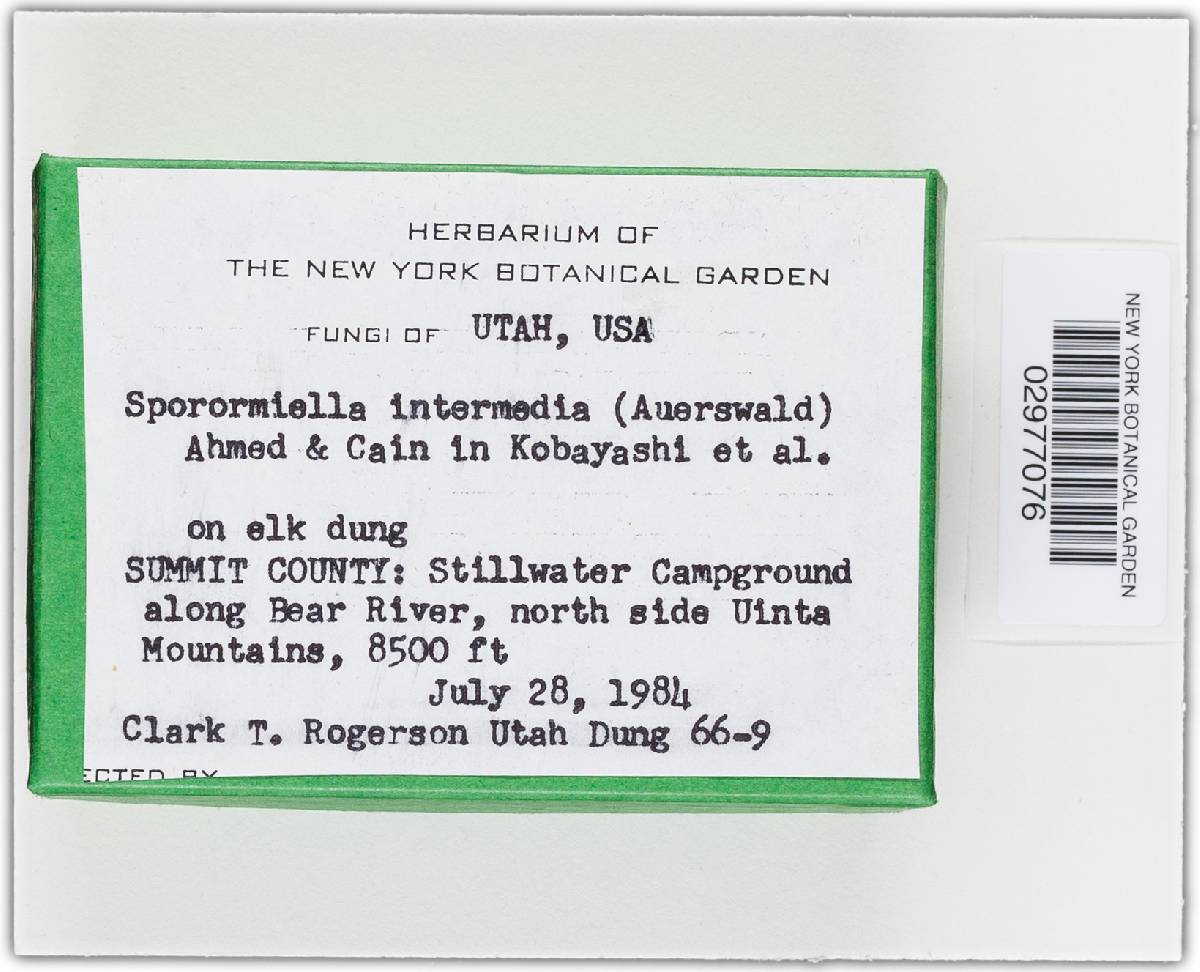 HERBARIUM OF
THE NEW YORK BOTANICAL GARDEN
FUNGI OF UTAH, USA
Sporormiella intermedia (Auerswald)
Ahmed & Cain in Kobayashi et al.
on elk dung
SUMMIT COUNTY: Stillwater Campground
along Bear River, north side Uinta
Mountains, 8500 ft
July 28, 1984
Clark T. Rogerson Utah Dung 66-9
ECTED BY
NEW YORK BOTANICAL GARDEN
02977076